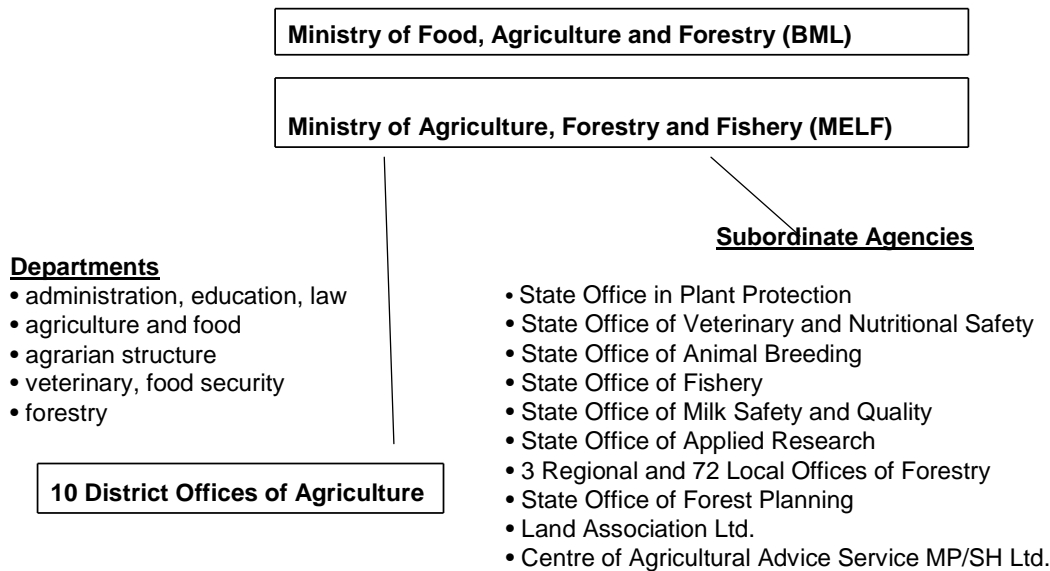 Ministry of Food, Agriculture and Forestry (BML)
Ministry of Agriculture, Forestry and Fishery (MELF)
Departments
• administration, education, law
• agriculture and food
• agrarian structure
• veterinary, food security
• forestry
10 District Offices of Agriculture
Subordinate Agencies
• State Office in Plant Protection
• State Office of Veterinary and Nutritional Safety
• State Office of Animal Breeding
• State Office of Fishery
• State Office of Milk Safety and Quality
• State Office of Applied Research
• 3 Regional and 72 Local Offices of Forestry
• State Office of Forest Planning
• Land Association Ltd.
• Centre of Agricultural Advice Service MP/SH Ltd.